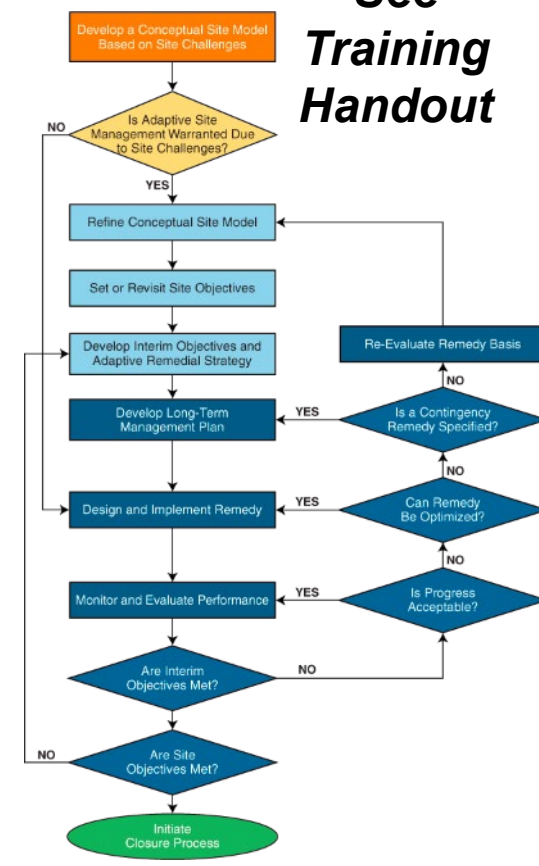 See
Training
Handout
Develop a Conceptual Site Model
Based on Site Challenges
Is Adaptive Site
Management Warranted Due
to Site Challenges?
NO
YES
Refine Conceptual Site Model
Set or Revisit Site Objectives
Develop Interim Objectives and
Adaptive Remedial Strategy
Re-Evaluate Remedy Basis
NO
Develop Long-Term
Management Plan
YES
Is a Contingency
Remedy Specified?
NO
Design and Implement Remedy
YES
Can Remedy
Be Optimized?
NO
Monitor and Evaluate Performance
YES
Is Progress
Acceptable?
Are Interim
Objectives Met?
NO
NO
Are Site
Objectives Met?
Initiate
Closure Process